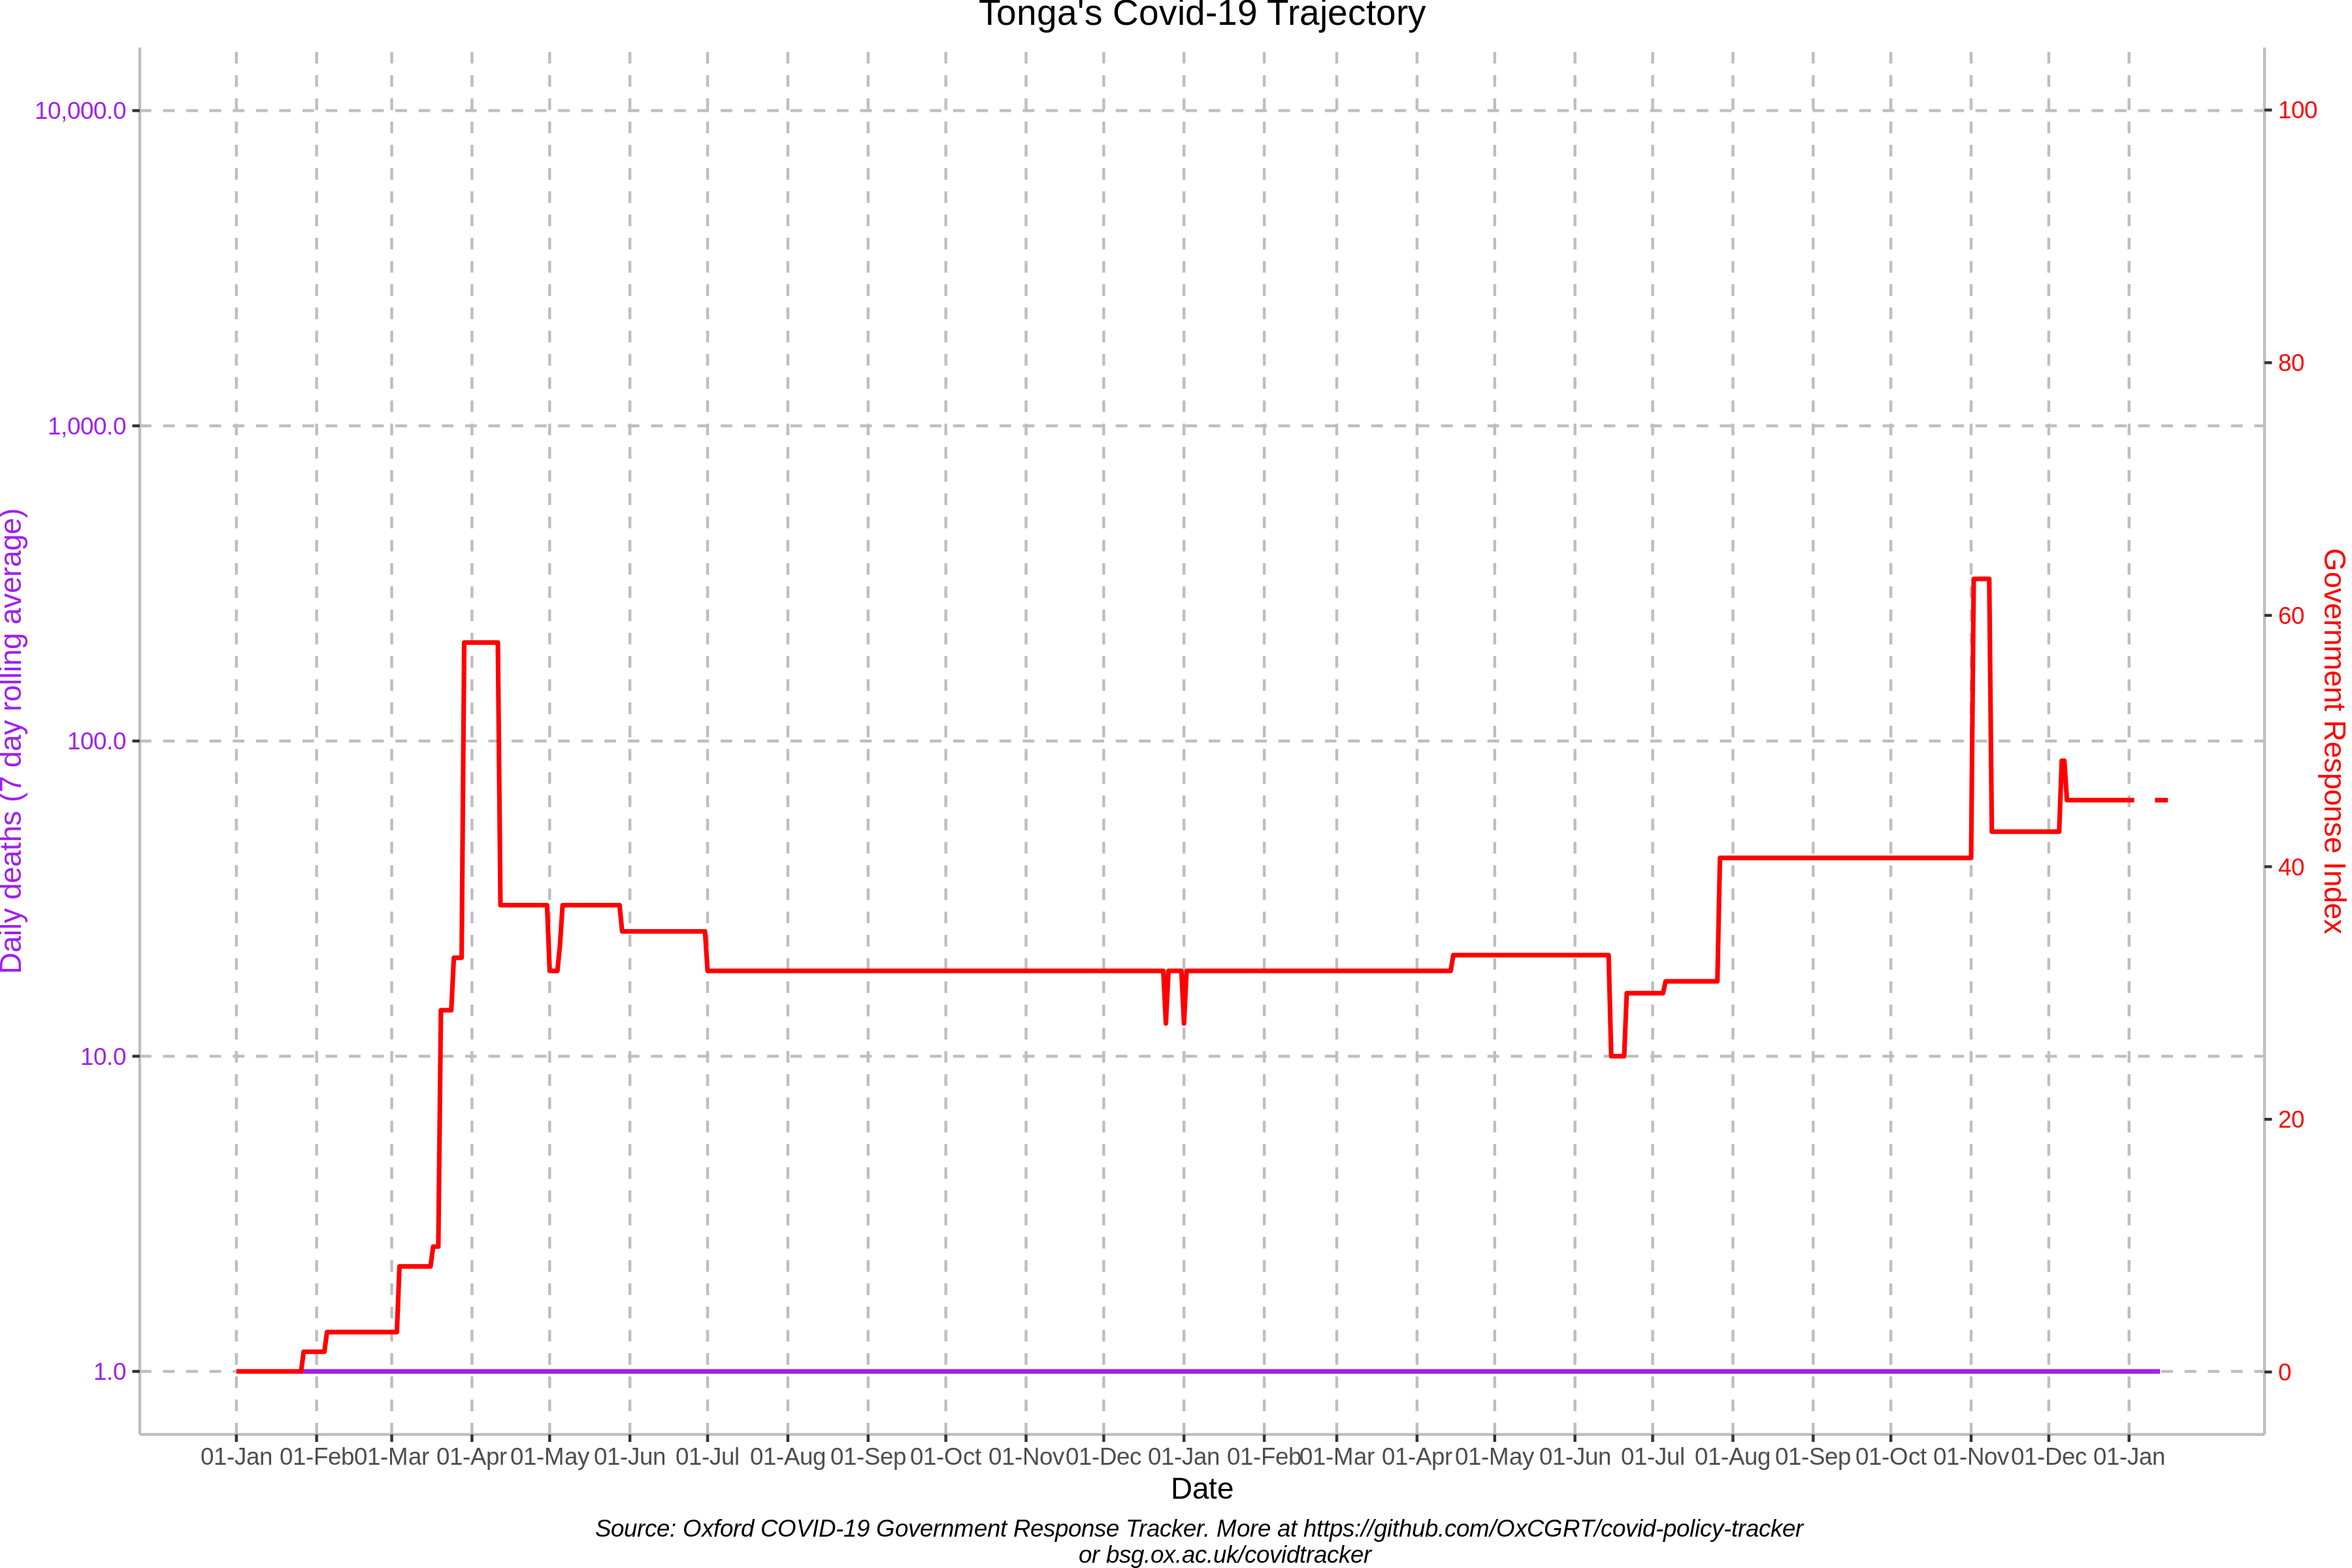 Tonga's Covid-19 Trajectory
10,000.0
1,000.0
100.0
10.0
1.0
Daily deaths (7 day rolling average)
100
80
60
40
20
0
Government Response Index
01-Jan 01-Feb 01-Mar 01-Apr 01-May 01-Jun 01-Jul 01-Aug 01-Sep 01-Oct 01-Nov 01-Dec 01-Jan 01-Feb 01-Mar 01-Apr 01-May 01-Jun 01-Jul 01-Aug 01-Sep 01-Oct 01-Nov 01-Dec 01-Jan
Date
Source: Oxford COVID-19 Government Response Tracker. More at https://github.com/OxCGRT/covid-policy-tracker
or bsg.ox.ac.uk/covidtracker